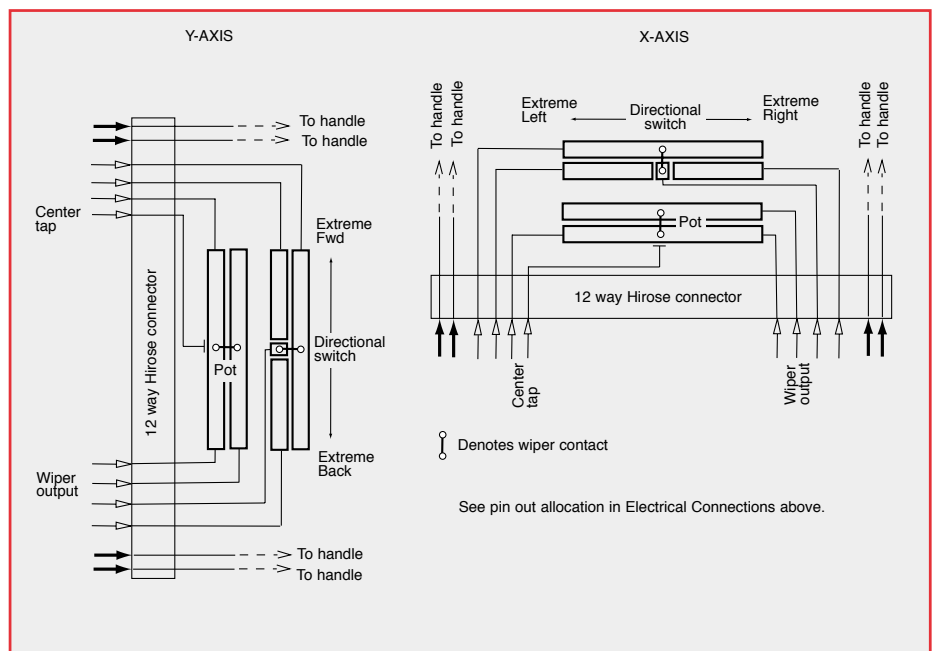 Y-AXIS
To handle
To handle
Center
tap
Extreme
Fwd
12 way Hirose connector
Pot
Directional
switch
Extreme
Back
Wiper
output
To handle
To handle
X-AXIS
To handle
To handle
Extreme
Left
Directional
switch
Extreme
Right
To handle
To handle
Pot
12 way Hirose connector
Center
tap
Wiper
output
Denotes wiper contact
See pin out allocation in Electrical Connections above.